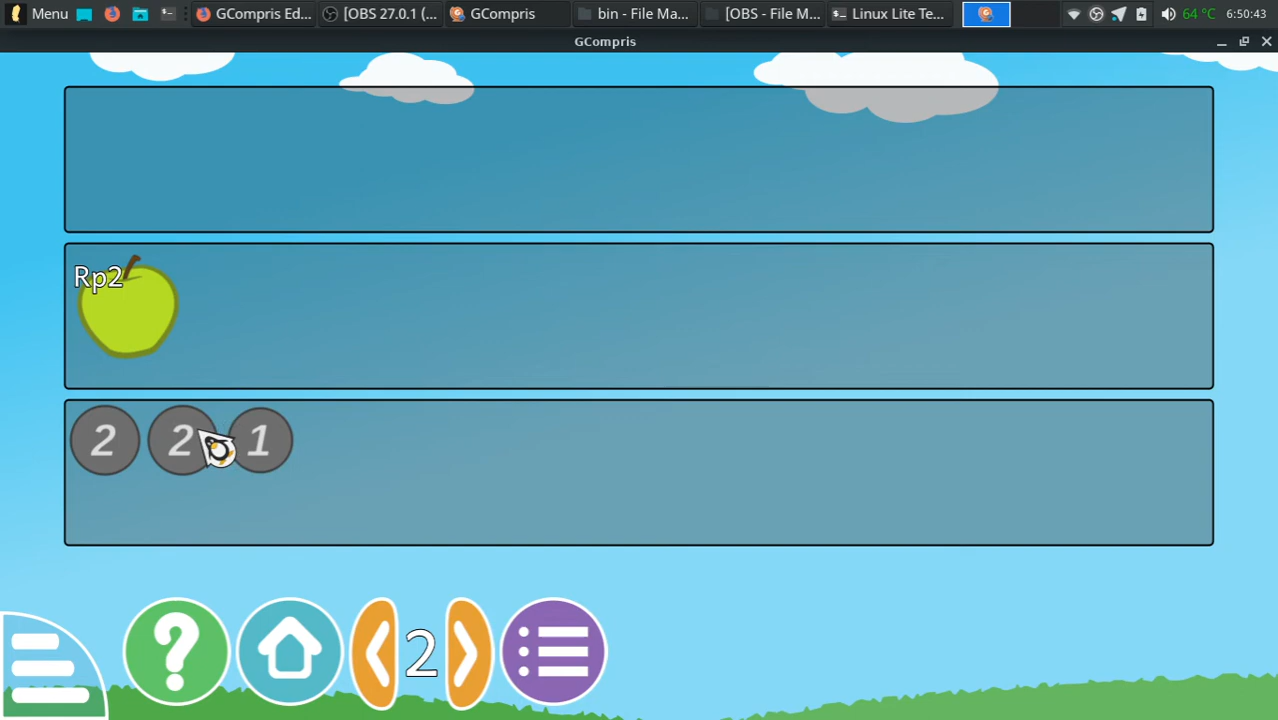 Menu GCompris Ed... [OBS 27.0.1 (... GCompris bin - File Ma... [OBS - File M... Linux Lite Te... 64 °C 6:50:43
GCompris
Rp2
2 2 1
? 2